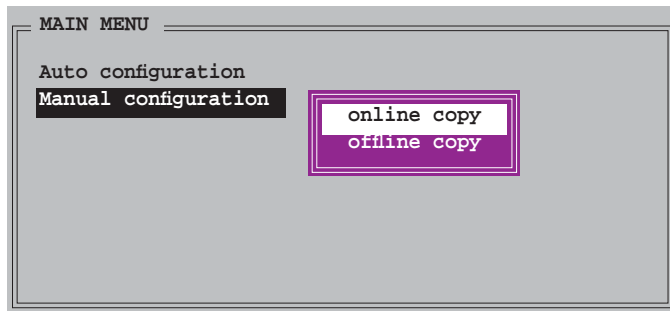 MAIN MENU
Auto configuration
Manual configuration
online copy
offline copy